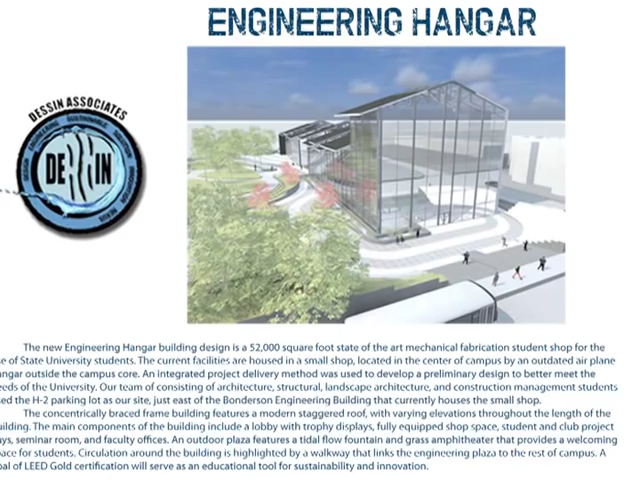 ENGINEERING HANGAR
DESSIN ASSOCIATES
ENGINEERING SUSTAINABLE
DESIN
The new Engineering Hangar building design is a 52,000 square foot state of the art mechanical fabrication student shop for the
se of State University students. The current facilities are housed in a small shop, located in the center of campus by an outdated air plane
angar outside the campus core. An integrated project delivery method was used to develop a preliminary design to better meet the
eeds of the University. Our team of consisting of architecture, structural, landscape architecture, and construction management students
sed the H-2 parking lot as our site, just east of the Bonderson Engineering Building that currently houses the small shop.
The concentrically braced frame building features a modern staggered roof, with varying elevations throughout the length of the
uilding. The main components of the building include a lobby with trophy displays, fully equipped shop space, student and club project
ays, seminar room, and faculty offices. An outdoor plaza features a tidal flow fountain and grass amphitheater that provides a welcoming
pace for students. Circulation around the building is highlighted by a walkway that links the engineering plaza to the rest of campus. A
oal of LEED Gold certification will serve as an educational tool for sustainability and innovation.